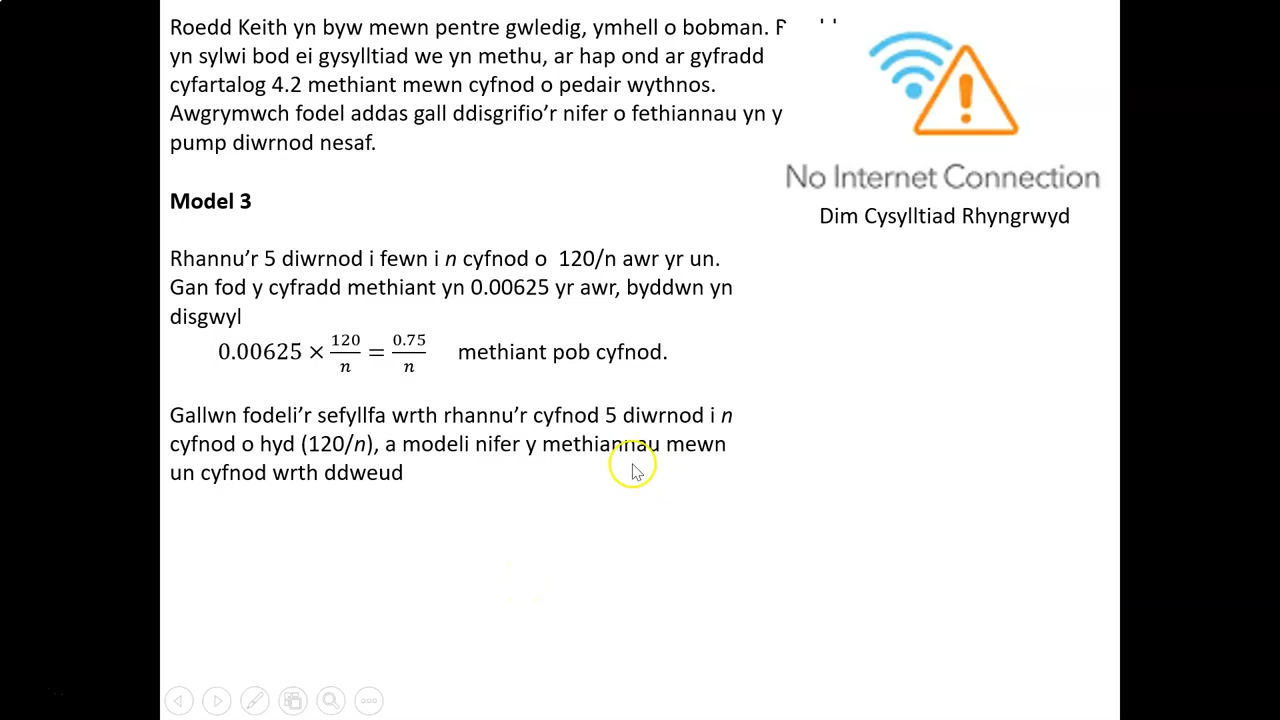 Roedd Keith yn byw mewn pentre gwledig, ymhell o bobman.
yn sylwi bod ei gysylltiad we yn methu, ar hap ond ar gyfradd
cyfartalog 4.2 methiant mewn cyfnod o pedair wythnos.
Awgrymwch fodel addas gall ddisgrifio’r nifer o fethiannau yn y
pump diwrnod nesaf.
No Internet Connection
Dim Cysylltiad Rhyngrwyd
Model 3
Rhannu’r 5 diwrnod i fewn i n cyfnod o 120/n awr yr un.
Gan fod y cyfradd methiant yn 0.00625 yr awr, byddwn yn
disgwyl
0.00625 × 120/n = 0.75/n methiant pob cyfnod.
Gallwn fodeli’r sefyllfa wrth rhannu’r cyfnod 5 diwrnod i n
cyfnod o hyd (120/n), a modeli nifer y methiannau mewn
un cyfnod wrth ddweud